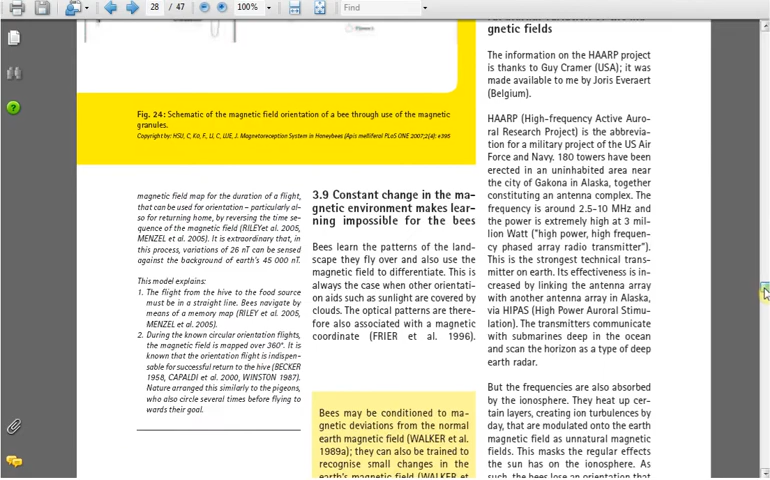 28 / 47
100%
Find
Fig. 24: Schematic of the magnetic field orientation of a bee through use of the magnetic
granules.
Copyright by: HSU, C, Ko, F., LI, C, LUE, J. Magnetoreception System in Honeybees (Apis mellifera) PLoS ONE 2007;2(4): e395
magnetic field map for the duration of a flight,
that can be used for orientation – particularly al-
so for returning home, by reversing the time se-
quence of the magnetic field (RILEYet al. 2005,
MENZEL et al. 2005). It is extraordinary that, in
this process, variations of 26 nT can be sensed
against the background of earth's 45 000 nT.
This model explains:
1. The flight from the hive to the food source
must be in a straight line. Bees navigate by
means of a memory map (RILEY et al. 2005,
MENZEL et al. 2005).
2. During the known circular orientation flights,
the magnetic field is mapped over 360°. It is
known that the orientation flight is indispen-
sable for successful return to the hive (BECKER
1958, CAPALDI et al. 2000, WINSTON 1987).
Nature arranged this similarly to the pigeons,
who also circle several times before flying to
wards their goal.
3.9 Constant change in the ma-
gnetic environment makes lear-
ning impossible for the bees
Bees learn the patterns of the land-
scape they fly over and also use the
magnetic field to differentiate. This is
always the case when other orientati-
on aids such as sunlight are covered by
clouds. The optical patterns are there-
fore also associated with a magnetic
coordinate (FRIER et al. 1996).
Bees may be conditioned to ma-
gnetic deviations from the normal
earth magnetic field (WALKER et al.
1989a); they can also be trained to
recognise small changes in the
earth's magnetic field (WALKER et
gnetic fields
The information on the HAARP project
is thanks to Guy Cramer (USA); it was
made available to me by Joris Everaert
(Belgium).
HAARP (High-frequency Active Auro-
ral Research Project) is the abbrevia-
tion for a military project of the US Air
Force and Navy. 180 towers have been
erected in an uninhabited area near
the city of Gakona in Alaska, together
constituting an antenna complex. The
frequency is around 2.5-10 MHz and
the power is extremely high at 3 mil-
lion Watt ("high power, high frequen-
cy phased array radio transmitter").
This is the strongest technical trans-
mitter on earth. Its effectiveness is in-
creased by linking the antenna array
with another antenna array in Alaska,
via HIPAS (High Power Auroral Stimu-
lation). The transmitters communicate
with submarines deep in the ocean
and scan the horizon as a type of deep
earth radar.
But the frequencies are also absorbed
by the ionosphere. They heat up cer-
tain layers, creating ion turbulences by
day, that are modulated onto the earth
magnetic field as unnatural magnetic
fields. This masks the regular effects
the sun has on the ionosphere. As
such, the bees lose an orientation that